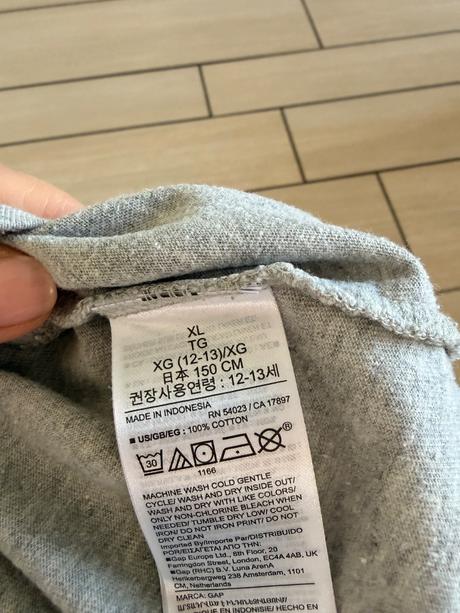 XL
TG
XG (12-13)/XG
日本 150 CM
권장사용연령 : 12-13세
MADE IN INDONESIA RN 54023 / CA 17897
■ US/GB/EG : 100% COTTON
30 ®
1166
MACHINE WASH COLD GENTLE
CYCLE/ WASH AND DRY INSIDE OUT/
WASH AND DRY WITH LIKE COLORS/
ONLY NON-CHLORINE BLEACH WHEN
NEEDED/ TUMBLE DRY LOW/ COOL
IRON/ DO NOT IRON PRINT/ DO NOT
DRY CLEAN
Imported By/Importe Par/DISTRIBUIDO
POR/ΕΙΣΑΓΕΤΑΙ ΑΠΟ ΤΗΝ:
■Gap Europe Ltd., 8th Floor, 20
Farringdon Street, London, EC4A 4AB, UK
■Gap (RHC) B.V. Luna ArenA
Herikerbergweg 238 Amsterdam, 1101
CM, Netherlands
MARCA: GAP
HECHO EN